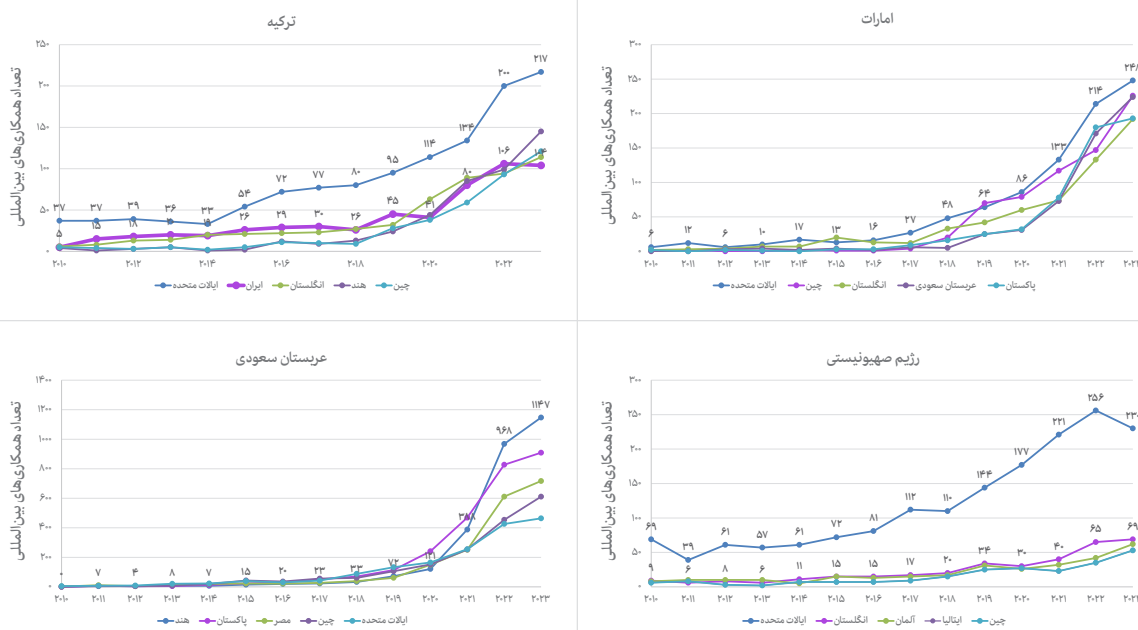 ترکیه
تعداد همکاری‌های بین‌المللی
۲۵۰
۲۰۰
۱۵۰
۱۰۰
۵۰
۰
۳۷ ۳۷ ۳۹ ۳۶ ۳۳ ۵۴ ۷۲ ۷۷ ۸۰ ۹۵ ۱۱۴ ۱۳۴ ۲۰۰ ۲۱۷
۵ ۱۵ ۱۸ ۲۶ ۲۹ ۳۰ ۲۶ ۴۵ ۴۱ ۸۰ ۱۰۶ ۱۰۴
۲۰۱۰ ۲۰۱۲ ۲۰۱۴ ۲۰۱۶ ۲۰۱۸ ۲۰۲۰ ۲۰۲۲
ایالات متحده ایران انگلستان هند چین
امارات
تعداد همکاری‌های بین‌المللی
۳۰۰
۲۵۰
۲۰۰
۱۵۰
۱۰۰
۵۰
۰
۶ ۱۲ ۶ ۱۰ ۱۷ ۱۳ ۱۶ ۲۷ ۴۸ ۶۴ ۸۶ ۱۳۳ ۲۱۴ ۲۴۸
۲۰۱۰ ۲۰۱۱ ۲۰۱۲ ۲۰۱۳ ۲۰۱۴ ۲۰۱۵ ۲۰۱۶ ۲۰۱۷ ۲۰۱۸ ۲۰۱۹ ۲۰۲۰ ۲۰۲۱ ۲۰۲۲
ایالات متحده چین انگلستان عربستان سعودی پاکستان
عربستان سعودی
تعداد همکاری‌های بین‌المللی
۱۴۰۰
۱۲۰۰
۱۰۰۰
۸۰۰
۶۰۰
۴۰۰
۲۰۰
۰
۰ ۷ ۴ ۸ ۷ ۱۵ ۲۰ ۲۳ ۳۳ ۷۲ ۱۲۱ ۳۸۸ ۹۶۸ ۱۱۴۷
۲۰۱۰ ۲۰۱۱ ۲۰۱۲ ۲۰۱۳ ۲۰۱۴ ۲۰۱۵ ۲۰۱۶ ۲۰۱۷ ۲۰۱۸ ۲۰۱۹ ۲۰۲۰ ۲۰۲۱ ۲۰۲۲ ۲۰۲۳
هند پاکستان مصر چین ایالات متحده
رژیم صهیونیستی
تعداد همکاری‌های بین‌المللی
۳۰۰
۲۵۰
۲۰۰
۱۵۰
۱۰۰
۵۰
۰
۶۹ ۳۹ ۶۱ ۵۷ ۶۱ ۷۲ ۸۱ ۱۱۲ ۱۱۰ ۱۴۴ ۱۷۷ ۲۲۱ ۲۵۶
۹ ۶ ۸ ۶ ۱۱ ۱۵ ۱۵ ۱۷ ۲۰ ۳۴ ۳۰ ۴۰ ۶۵ ۶۹
۲۰۱۰ ۲۰۱۱ ۲۰۱۲ ۲۰۱۳ ۲۰۱۴ ۲۰۱۵ ۲۰۱۶ ۲۰۱۷ ۲۰۱۸ ۲۰۱۹ ۲۰۲۰ ۲۰۲۱ ۲۰۲۲
ایالات متحده انگلستان آلمان ایتالیا چین